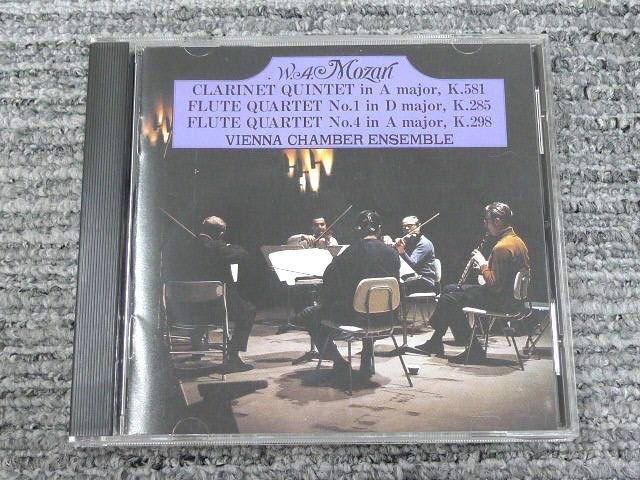 W.A.Mozart
CLARINET QUINTET in A major, K.581
FLUTE QUARTET No.1 in D major, K.285
FLUTE QUARTET No.4 in A major, K.298
VIENNA CHAMBER ENSEMBLE